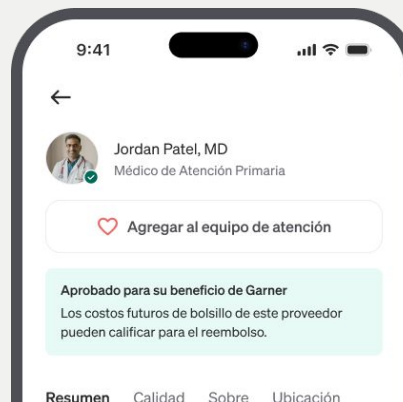 9:41
Jordan Patel, MD
Médico de Atención Primaria
Agregar al equipo de atención
Aprobado para su beneficio de Garner
Los costos futuros de bolsillo de este proveedor
pueden calificar para el reembolso.
Resumen Calidad Sobre Ubicación